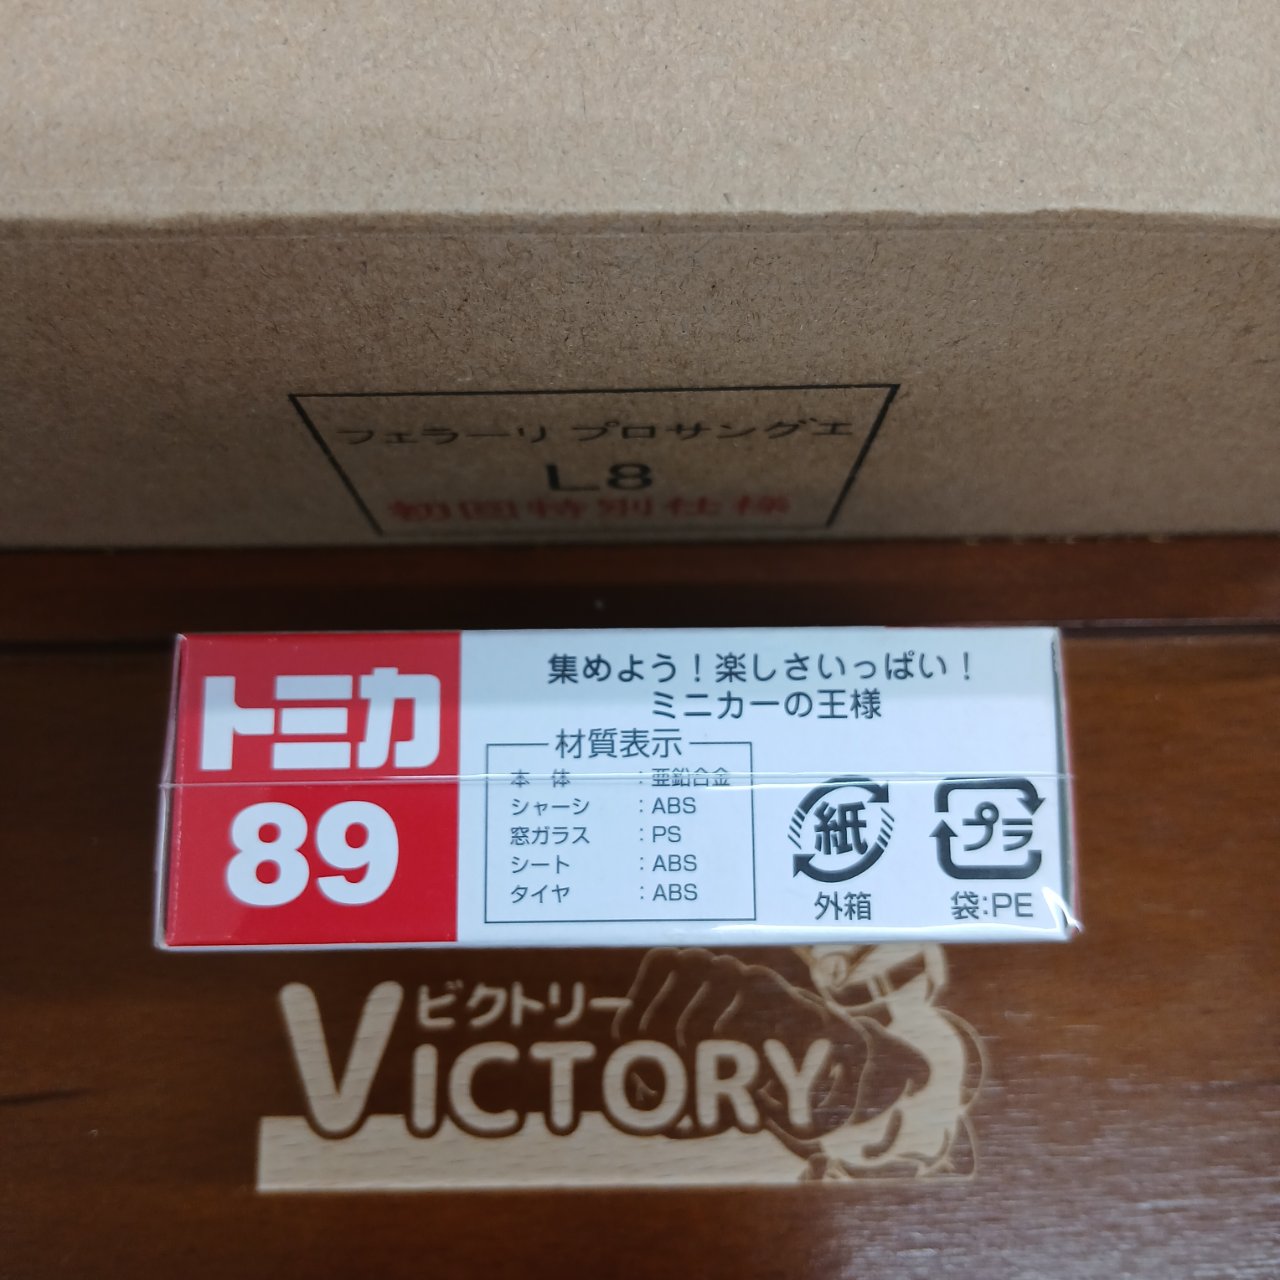 フェラーリ プロサングエ
L8
初回特別仕様
トミカ
89
集めよう！楽しさいっぱい！
ミニカーの王様
材質表示
本　体　：亜鉛合金
シャーシ　：ABS
窓ガラス　：PS
シート　：ABS
タイヤ　：ABS
紙
外箱
プラ
袋:PE
ビクトリー
VICTORY